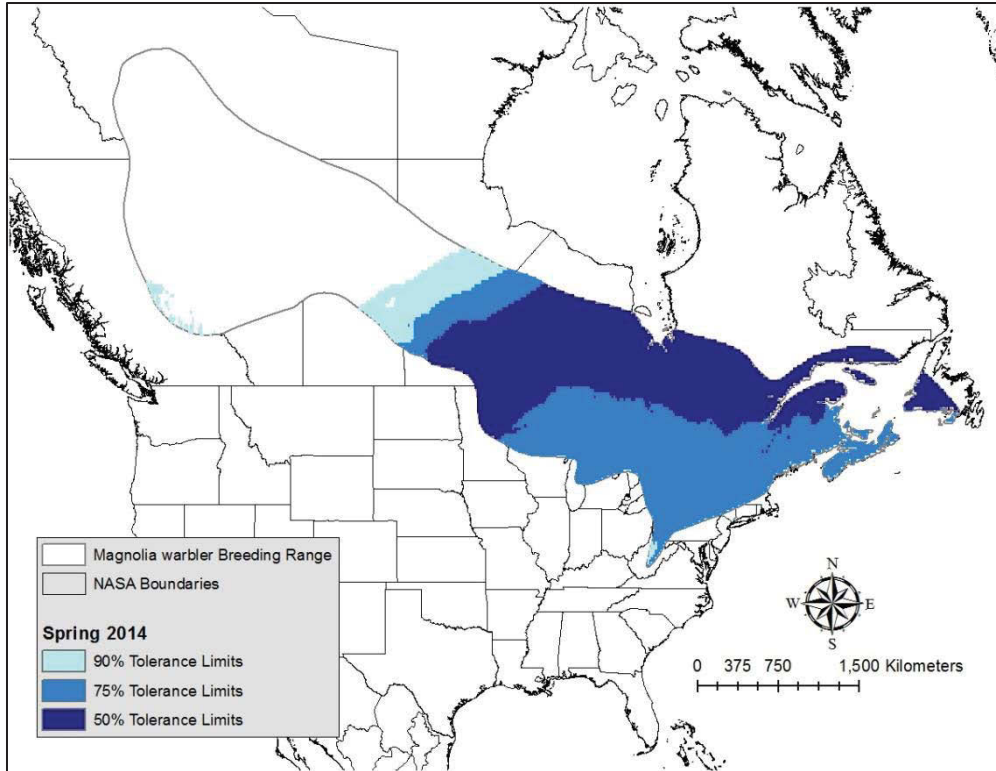 Magnolia warbler Breeding Range
NASA Boundaries
Spring 2014
90% Tolerance Limits
75% Tolerance Limits
50% Tolerance Limits
N
W E
S
0 375 750 1,500 Kilometers